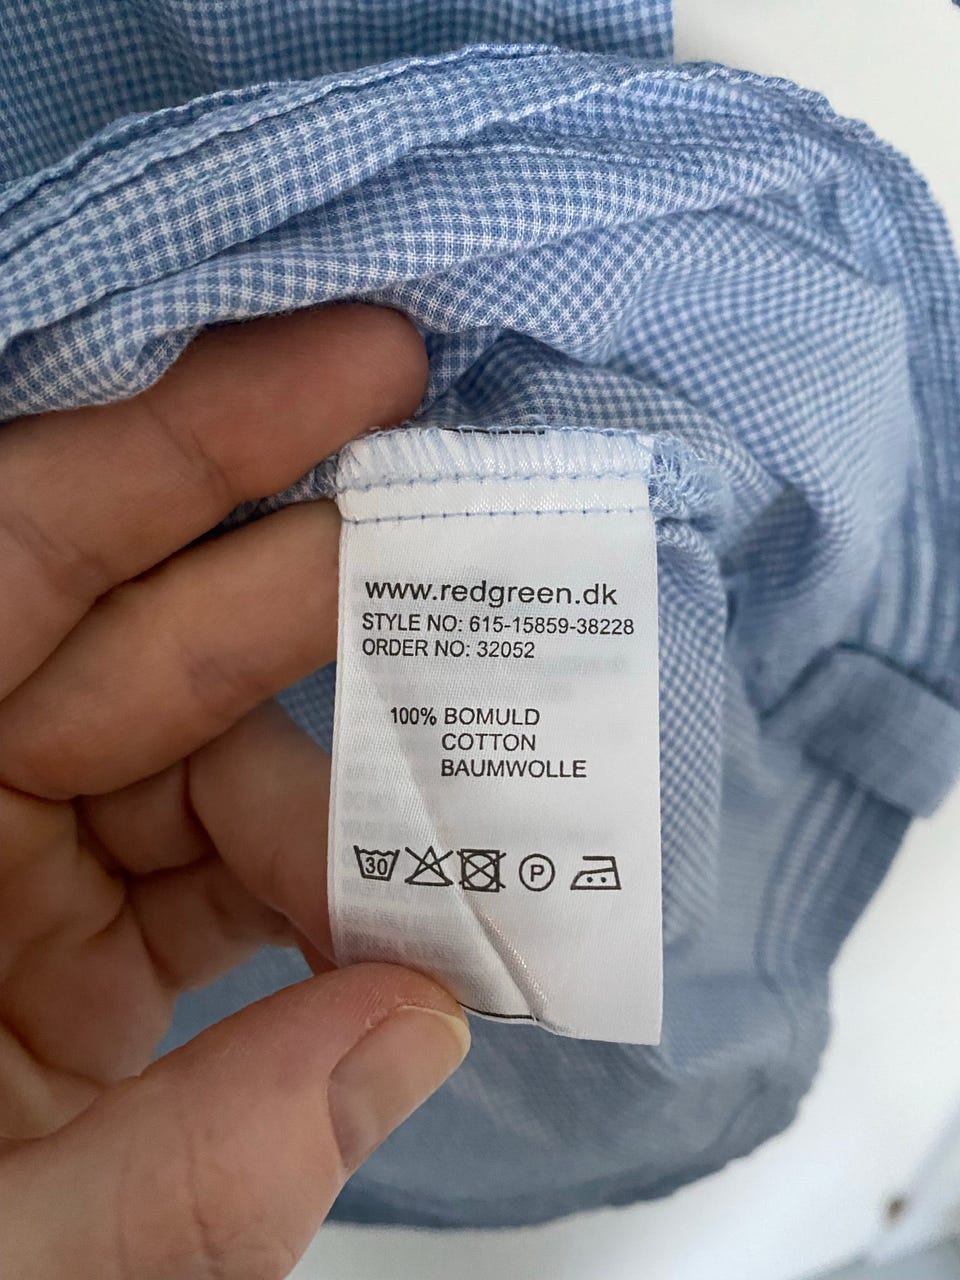 www.redgreen.dk
STYLE NO: 615-15859-38228
ORDER NO: 32052
100% BOMULD
COTTON
BAUMWOLLE
30 P